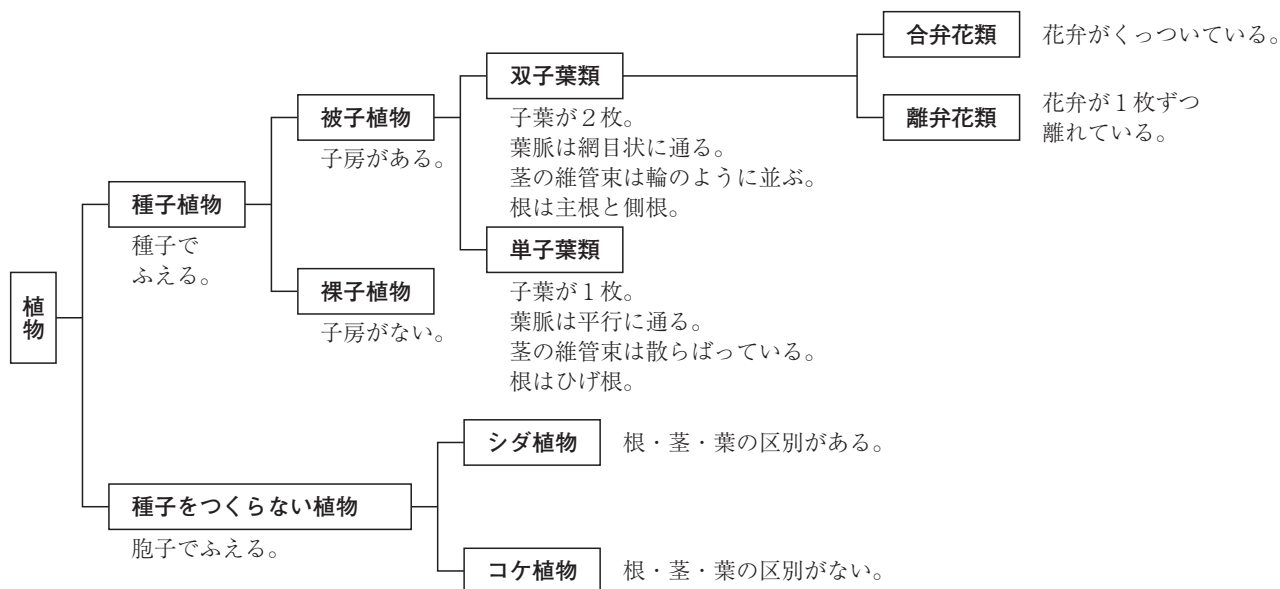 植物
種子植物
種子で
ふえる。
被子植物
子房がある。
双子葉類
子葉が２枚。
葉脈は網目状に通る。
茎の維管束は輪のように並ぶ。
根は主根と側根。
合弁花類
花弁がくっついている。
離弁花類
花弁が１枚ずつ
離れている。
単子葉類
子葉が１枚。
葉脈は平行に通る。
茎の維管束は散らばっている。
根はひげ根。
裸子植物
子房がない。
種子をつくらない植物
胞子でふえる。
シダ植物
根・茎・葉の区別がある。
コケ植物
根・茎・葉の区別がない。